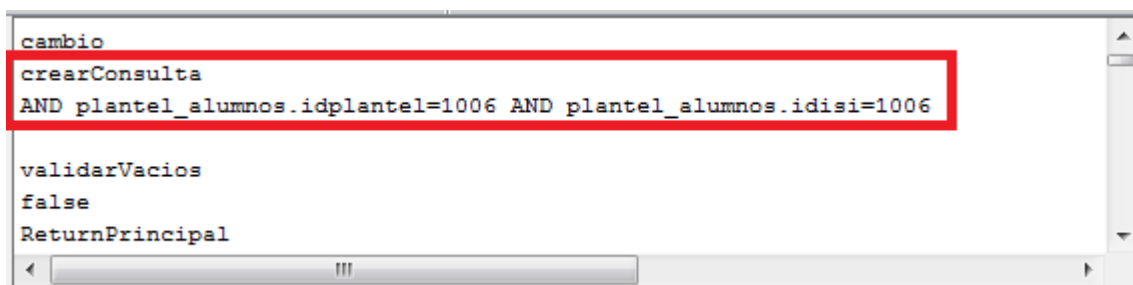 cambio
crearConsulta
AND plantel_alumnos.idplantel=1006 AND plantel_alumnos.idisi=1006
validarVacios
false
ReturnPrincipal